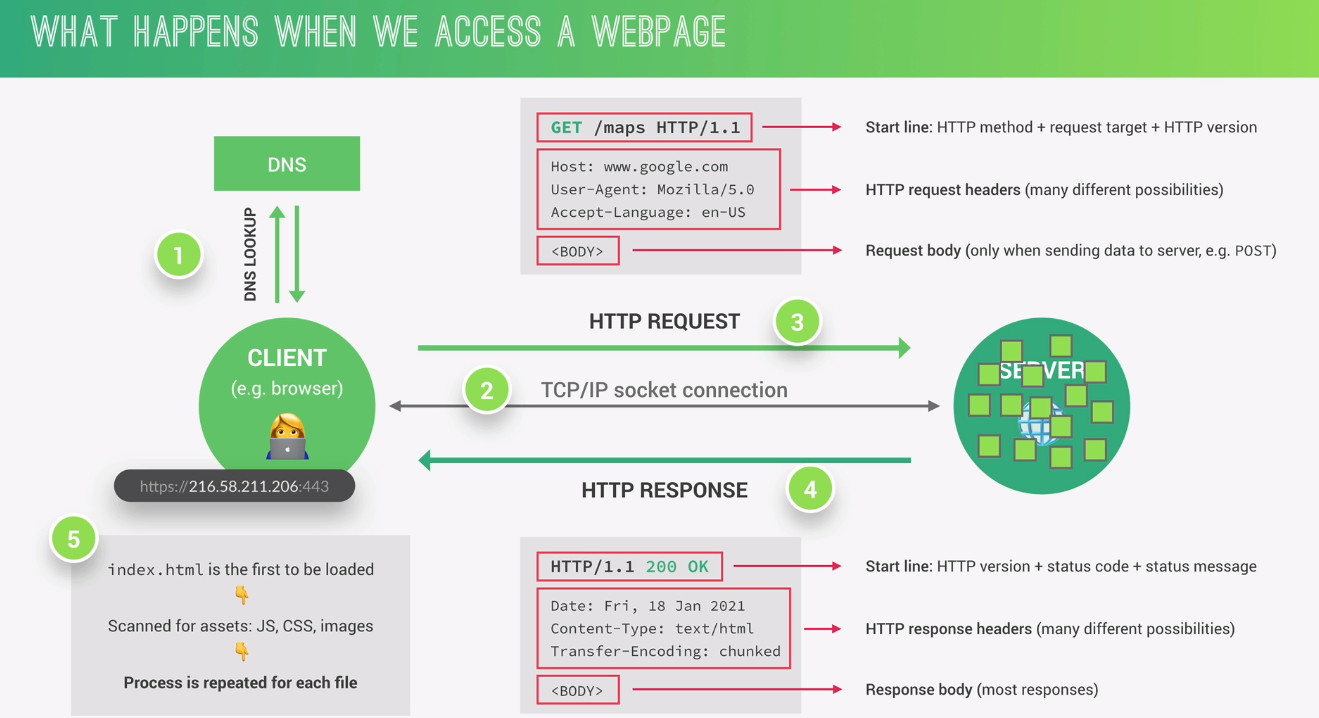 WHAT HAPPENS WHEN WE ACCESS A WEBPAGE
DNS
1
DNS LOOKUP
CLIENT
(e.g. browser)
https://216.58.211.206:443
GET /maps HTTP/1.1
Start line: HTTP method + request target + HTTP version
Host: www.google.com
User-Agent: Mozilla/5.0
Accept-Language: en-US
HTTP request headers (many different possibilities)
<BODY>
Request body (only when sending data to server, e.g. POST)
HTTP REQUEST
3
2
TCP/IP socket connection
SERVER
HTTP RESPONSE
4
5
index.html is the first to be loaded
Scanned for assets: JS, CSS, images
Process is repeated for each file
HTTP/1.1 200 OK
Start line: HTTP version + status code + status message
Date: Fri, 18 Jan 2021
Content-Type: text/html
Transfer-Encoding: chunked
HTTP response headers (many different possibilities)
<BODY>
Response body (most responses)